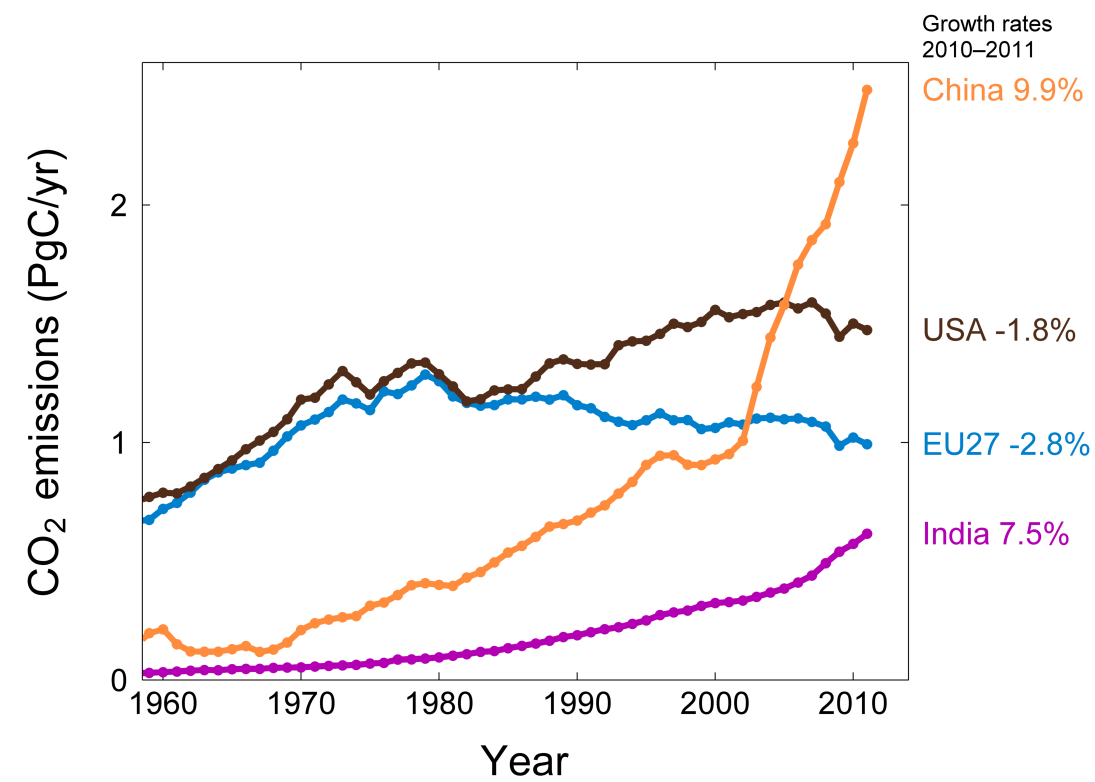 Growth rates
2010–2011
China 9.9%
USA -1.8%
EU27 -2.8%
India 7.5%
CO₂ emissions (PgC/yr)
2
1
0
1960 1970 1980 1990 2000 2010
Year